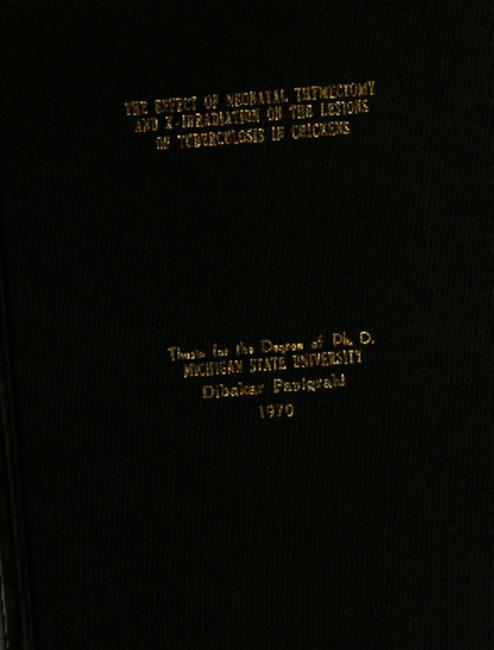 THE EFFECT OF NEONATAL THYMECTOMY
AND X-IRRADIATION ON THE LESIONS
OF TUBERCULOSIS IN CHICKENS
Thesis for the Degree of Ph. D.
MICHIGAN STATE UNIVERSITY
Dibakar Panigrahi
1970